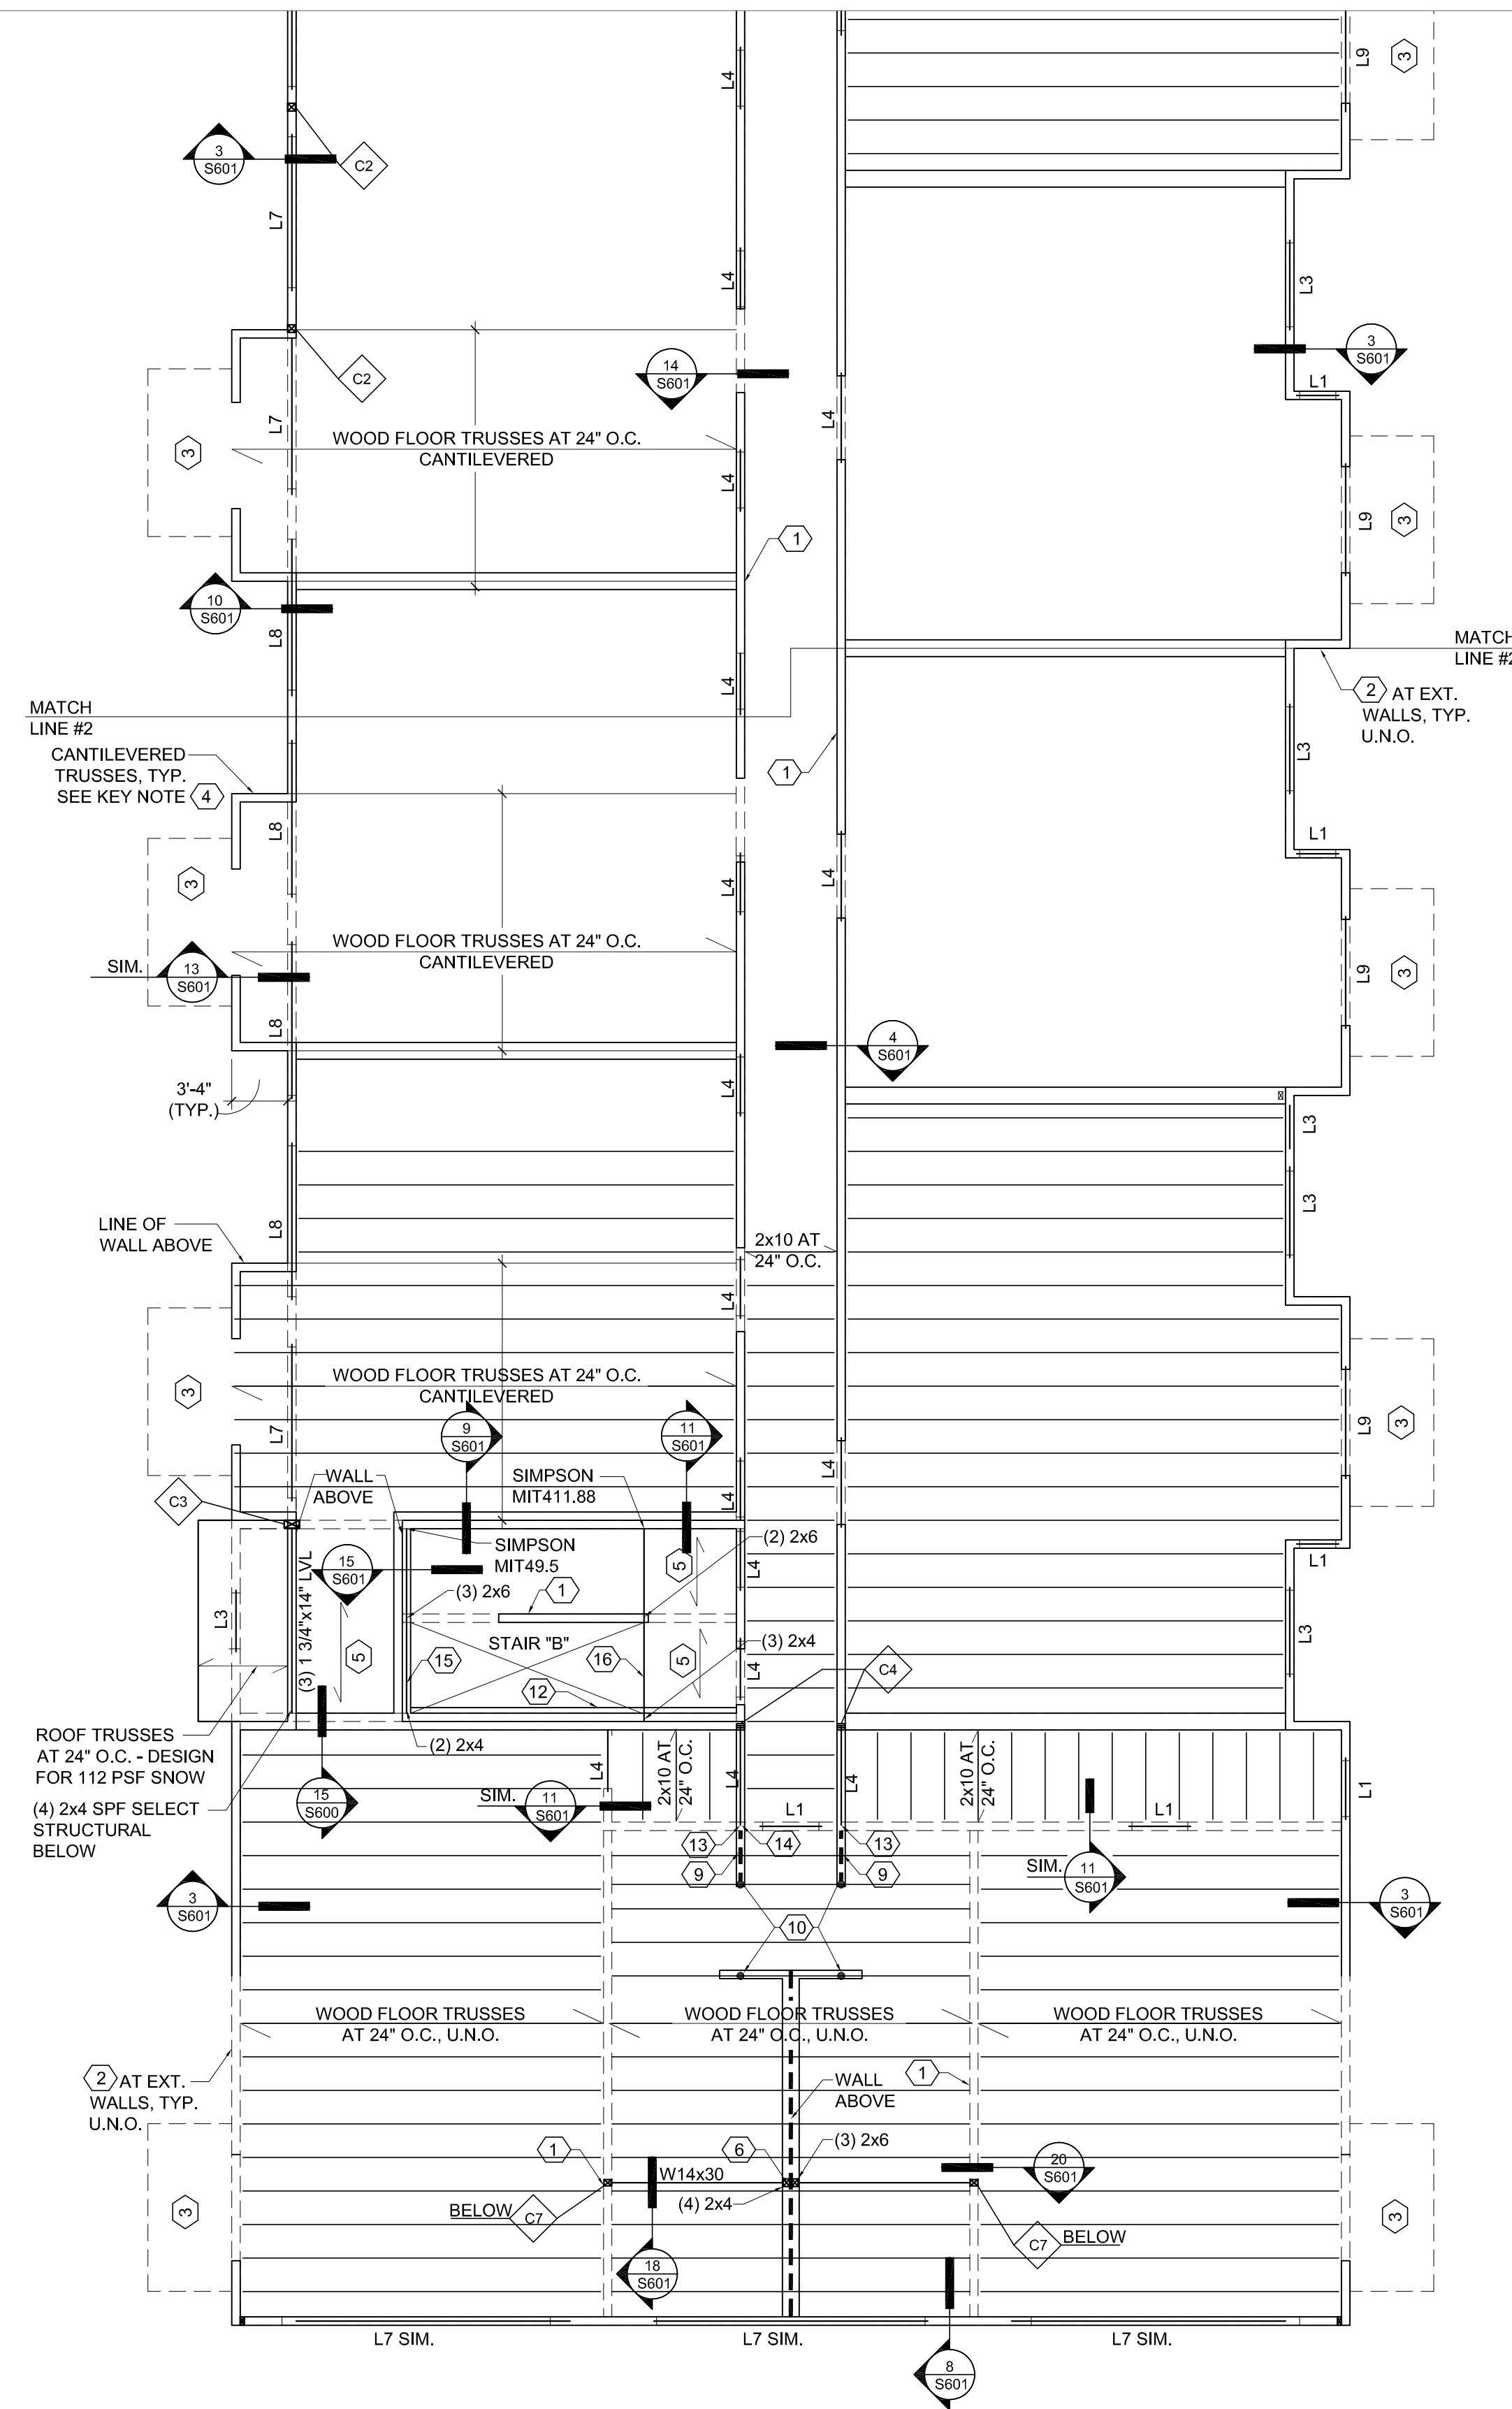 L4
L9
3
3
S601
C2
L7
L4
L3
C2
14
S601
3
S601
L1
L7
3
WOOD FLOOR TRUSSES AT 24" O.C.
CANTILEVERED
L4
L4
L9
3
1
10
S601
L8
L4
MATCH
LINE #2
MATCH
LINE #2
2 AT EXT.
WALLS, TYP.
U.N.O.
CANTILEVERED
TRUSSES, TYP.
SEE KEY NOTE 4
1
L3
L8
L1
3
L4
L4
WOOD FLOOR TRUSSES AT 24" O.C.
CANTILEVERED
SIM.
13
S601
L9
3
L8
4
S601
3'-4"
(TYP.)
L4
L3
L3
LINE OF
WALL ABOVE
L8
2x10 AT
24" O.C.
L4
3
WOOD FLOOR TRUSSES AT 24" O.C.
CANTILEVERED
L7
9
S601
11
S601
L9
3
L4
L4
C3
WALL
ABOVE
SIMPSON
MIT411.88
SIMPSON
MIT49.5
(2) 2x6
15
S601
5
L4
L1
(3) 2x6
1
L3
(3) 1 3/4"x14" LVL
5
STAIR "B"
(3) 2x4
L3
15
16
5
L4
C4
12
ROOF TRUSSES
AT 24" O.C. - DESIGN
FOR 112 PSF SNOW
(2) 2x4
(4) 2x4 SPF SELECT
STRUCTURAL
BELOW
15
S600
SIM.
11
S601
L4
2x10 AT
24" O.C.
L4
L4
2x10 AT
24" O.C.
L1
L1
L1
13
14
13
9
9
SIM.
11
S601
3
S601
3
S601
10
WOOD FLOOR TRUSSES
AT 24" O.C., U.N.O.
WOOD FLOOR TRUSSES
AT 24" O.C., U.N.O.
WOOD FLOOR TRUSSES
AT 24" O.C., U.N.O.
2 AT EXT.
WALLS, TYP.
U.N.O.
WALL
ABOVE
1
1
6
(3) 2x6
20
S601
W14x30
(4) 2x4
3
BELOW
C7
C7
BELOW
3
18
S601
L7 SIM.
L7 SIM.
L7 SIM.
8
S601